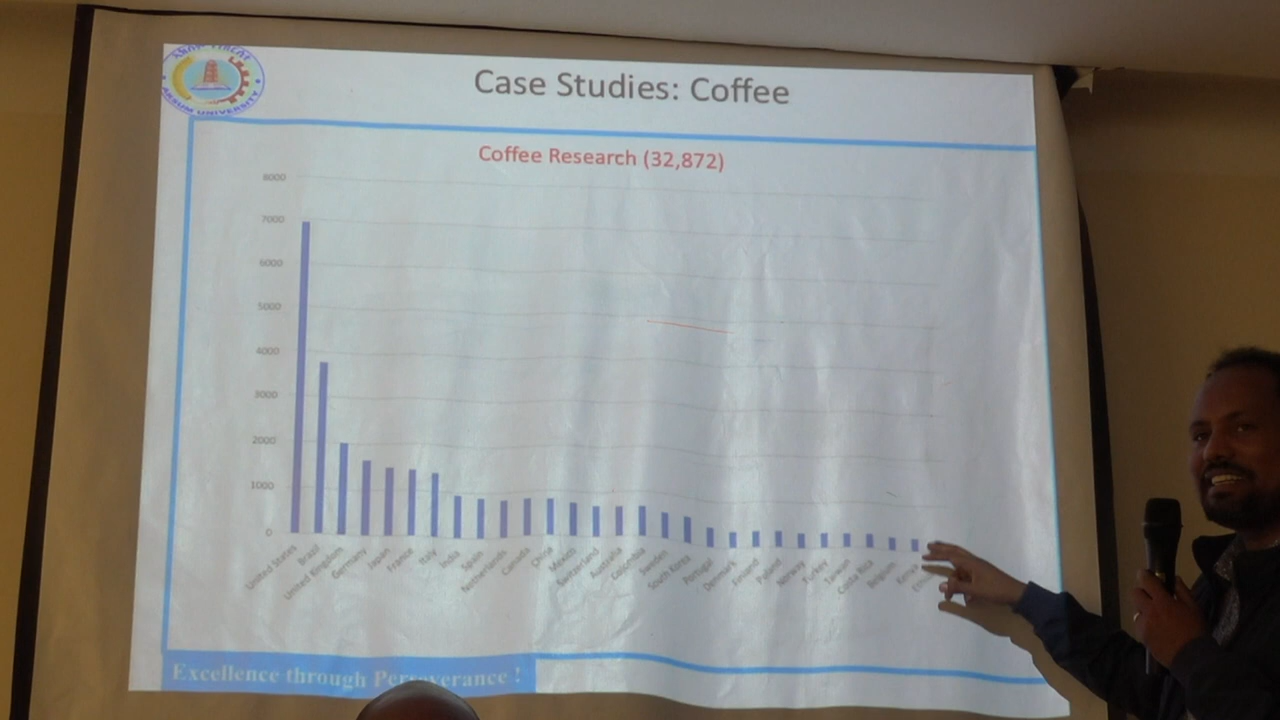 AKSUM UNIVERSITY
Case Studies: Coffee
Coffee Research (32,872)
8000
7000
6000
5000
4000
3000
2000
1000
0
United States
Brazil
United Kingdom
Germany
Japan
France
Italy
India
Spain
Netherlands
Canada
China
Mexico
Switzerland
Australia
Colombia
Sweden
South Korea
Portugal
Denmark
Finland
Poland
Norway
Turkey
Taiwan
Costa Rica
Belgium
Excellence through Perseverance !